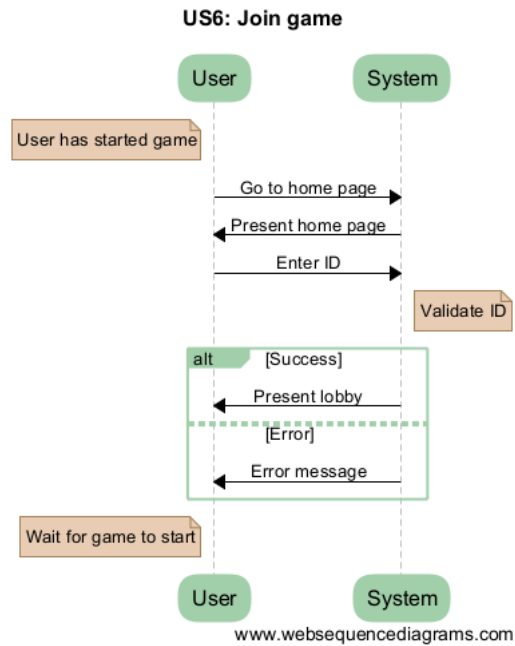 US6: Join game
User
System
User has started game
Go to home page
Present home page
Enter ID
Validate ID
alt
[Success]
Present lobby
[Error]
Error message
Wait for game to start
User
System
www.websequencediagrams.com